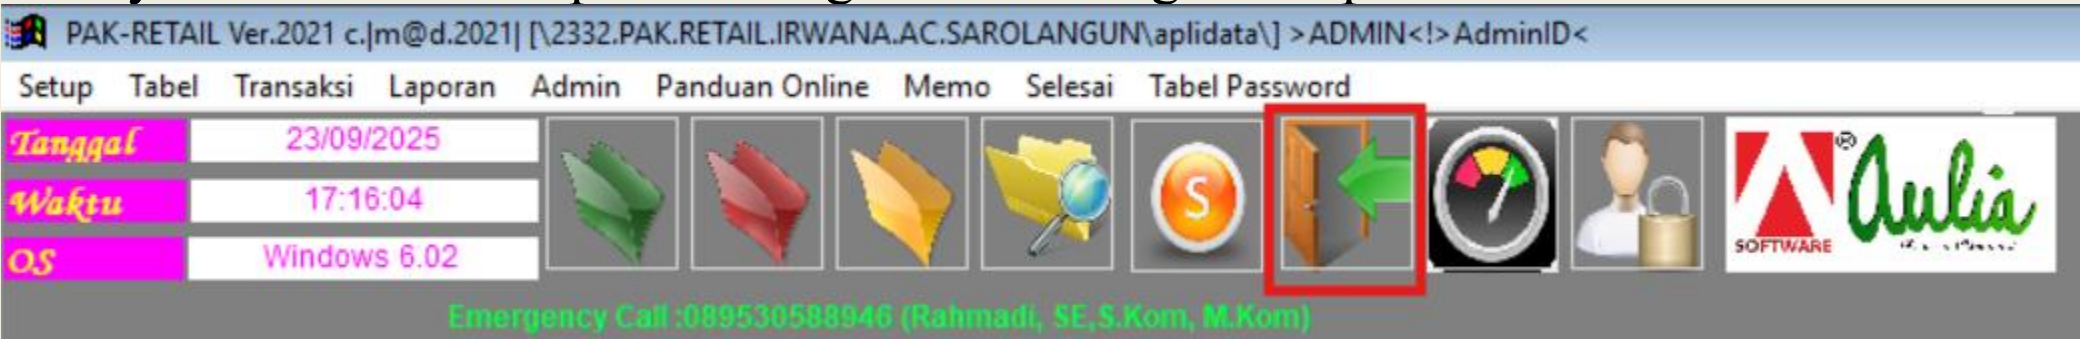 PAK-RETAIL Ver.2021 c.|m@d.2021| [\2332.PAK.RETAIL.IRWANA.AC.SAROLANGUN\aplidata\] >ADMIN<!>AdminID<
Setup Tabel Transaksi Laporan Admin Panduan Online Memo Selesai Tabel Password
Tanggal 23/09/2025
Waktu 17:16:04
OS Windows 6.02
S
SOFTWARE ® aulia
Emergency Call :089530588946 (Rahmadi, SE,S.Kom, M.Kom)